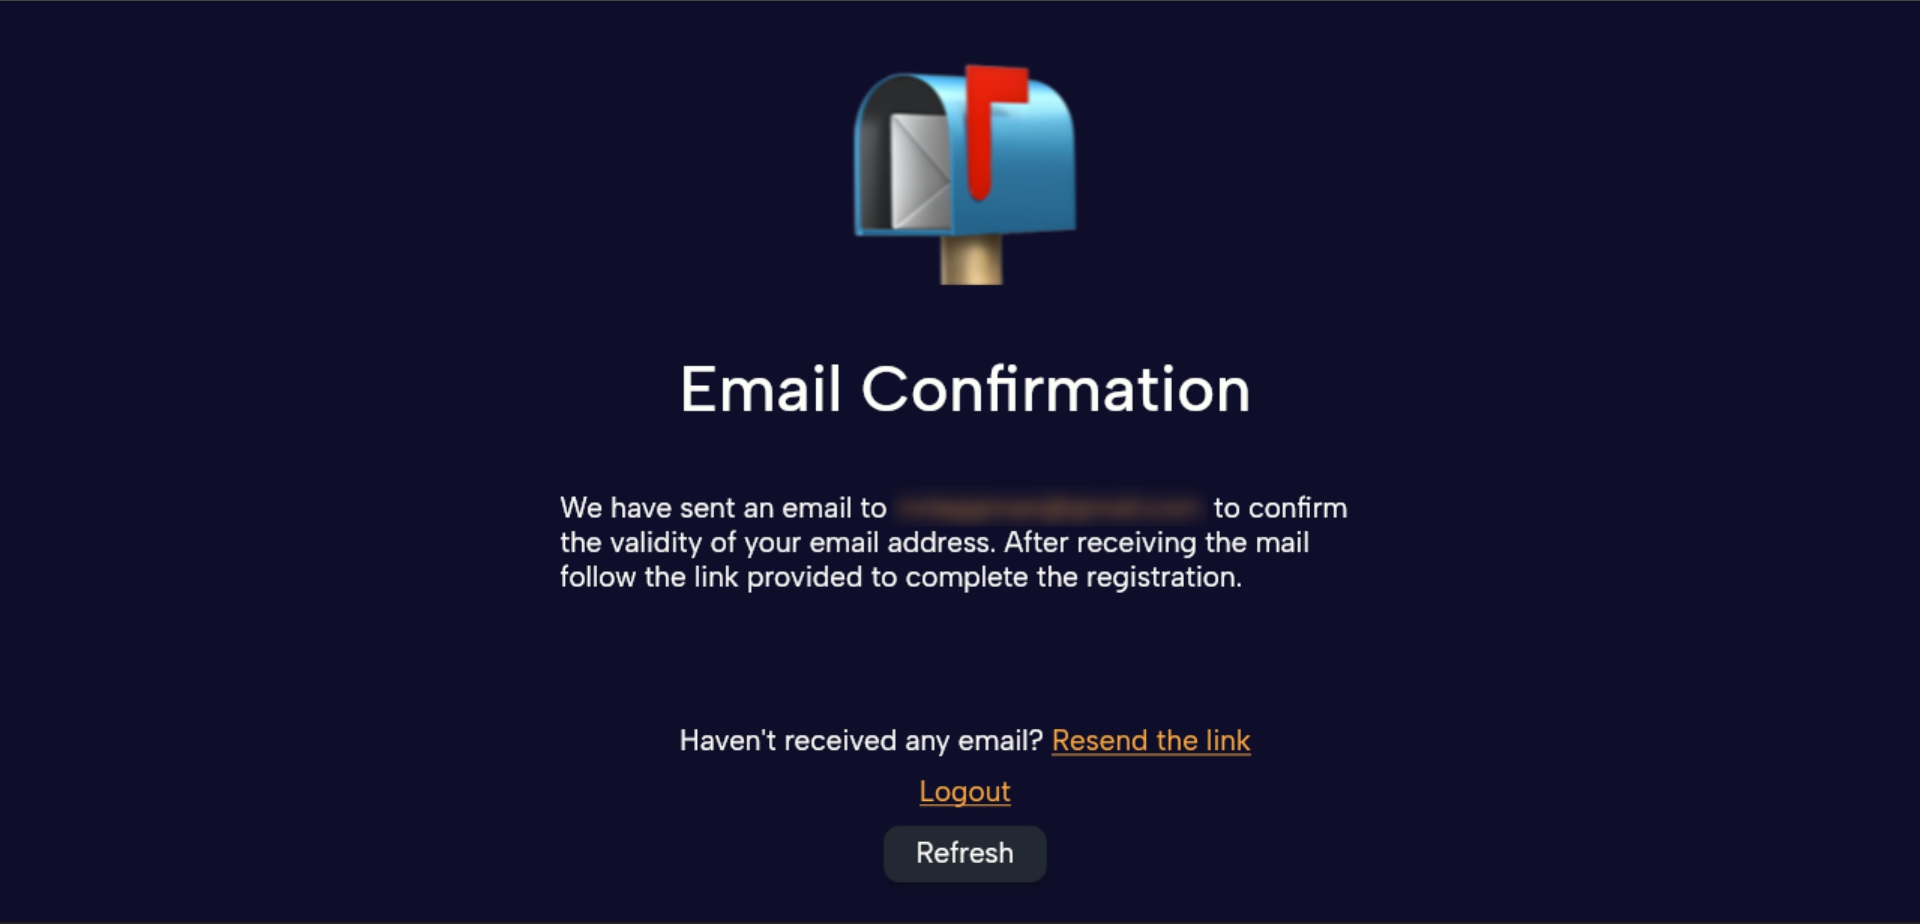 Email Confirmation
We have sent an email to to confirm
the validity of your email address. After receiving the mail
follow the link provided to complete the registration.
Haven't received any email? Resend the link
Logout
Refresh